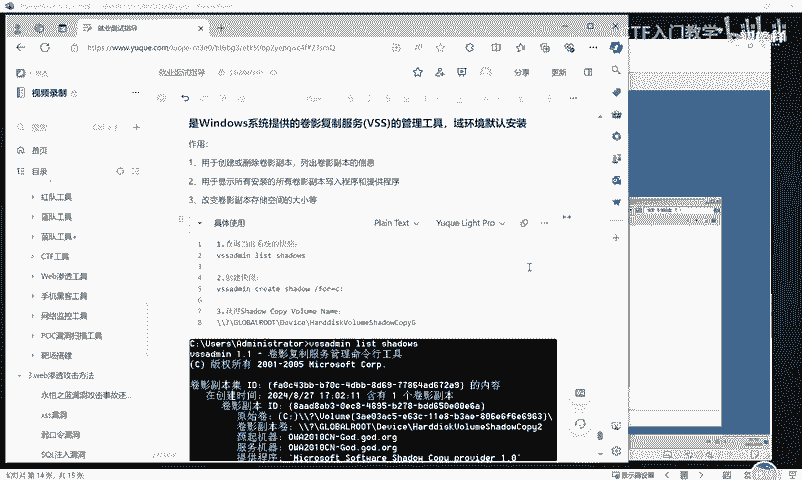 TF入门教学
就业面试指导
https://www.yuque.com
视频录制
就业面试指导
分享
更新
搜索
首页
目录
红队工具
蓝队工具
蓝队工具+
CTF工具
Web渗透工具
手机黑客工具
网络监控工具
POC漏洞扫描工具
靶场搭建
3.web渗透攻击方法
永恒之蓝漏洞攻击事故还...
xst漏洞
弱口令漏洞
SQL注入漏洞
是Windows系统提供的卷影复制服务(VSS)的管理工具，域环境默认安装
作用：
1、用于创建或删除卷影副本，列出卷影副本的信息
2、用于显示所有安装的所有卷影副本写入程序和提供程序
3、改变卷影副本存储空间的大小等
具体使用
Plain Text
Yuque Light Pro
1
2 vssadmin list shadows
3
4 2.创建快照：
5 vssadmin create shadow /for=c:
6
7 3.获得Shadow Copy Volume Name:
8 \\?\GLOBALROOT\Device\HarddiskVolumeShadowCopy6
C:\Users\Administrator>vssadmin list shadows
vssadmin 1.1 - 卷影复制服务管理命令行工具
(C) 版权所有 2001-2005 Microsoft Corp.
卷影副本集 ID: {fa0c43bb-b70c-4dbb-8d69-77864ad672a9} 的内容
在创建时间: 2024/8/27 17:02:11 含有 1 个卷影副本
卷影副本 ID: {8aad8ab3-0ec8-4895-b278-bdd650e00e6a}
原始卷: (C:)\\?\Volume{3ae03ac5-e63c-11e8-b3ae-806e6f6e6963}\
卷影副本卷: \\?\GLOBALROOT\Device\HarddiskVolumeShadowCopy2
源起机器: OWA2010CN-God.god.org
服务机器: OWA2010CN-God.god.org
提供程序: 'Microsoft Software Shadow Copy provider 1.0'
幻灯片 第 14 张，共 15 张
显示器设置